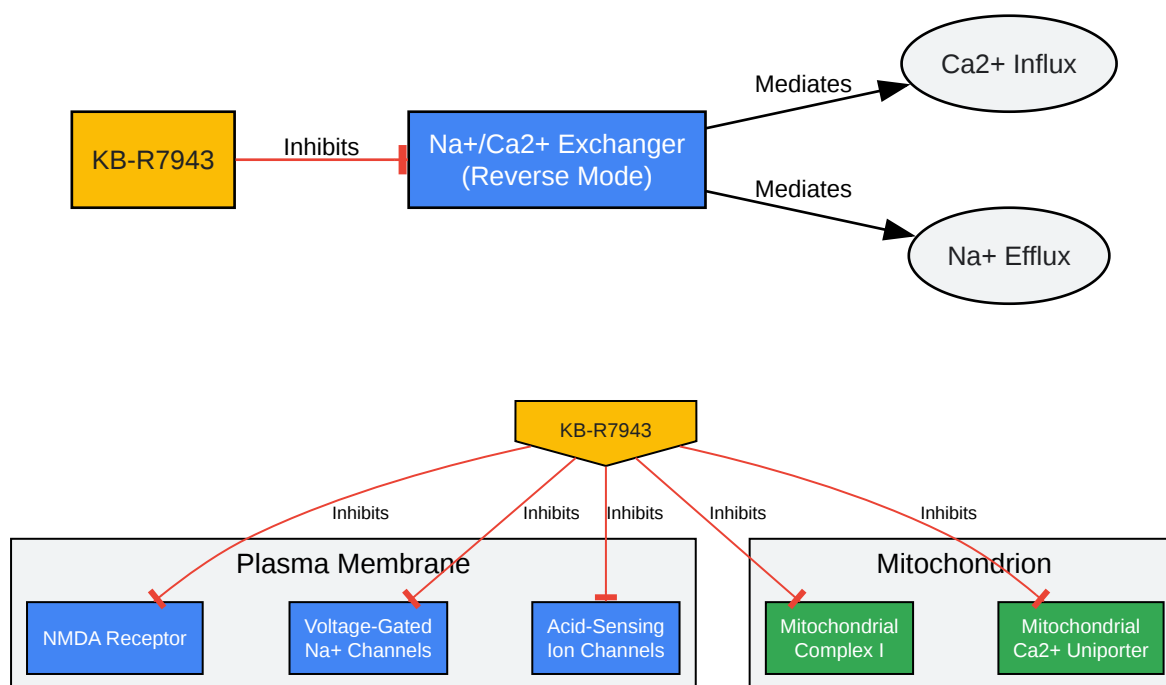 Ca2+ Influx
Mediates
KB-R7943
Inhibits
Na+/Ca2+ Exchanger
(Reverse Mode)
Mediates
Na+ Efflux
KB-R7943
Inhibits
Inhibits
Inhibits
Inhibits
Inhibits
Plasma Membrane
Mitochondrion
NMDA Receptor
Voltage-Gated
Na+ Channels
Acid-Sensing
Ion Channels
Mitochondrial
Complex I
Mitochondrial
Ca2+ Uniporter